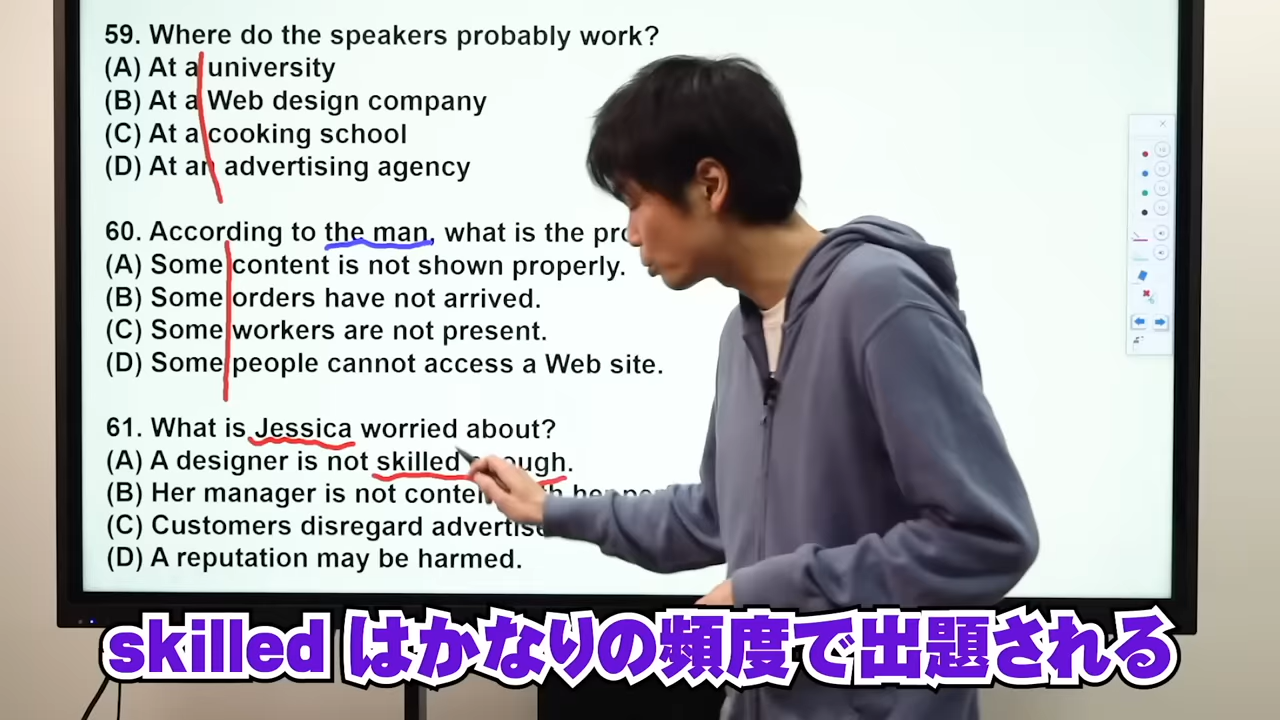 59. Where do the speakers probably work?
(A) At a university
(B) At a Web design company
(C) At a cooking school
(D) At an advertising agency
60. According to the man, what is the
(A) Some content is not shown properly.
(B) Some orders have not arrived.
(C) Some workers are not present.
(D) Some people cannot access a Web site.
61. What is Jessica worried about?
(A) A designer is not skilled enough.
(B) Her manager is not
(C) Customers disregard
(D) A reputation may be harmed.
skilled はかなりの頻度で出題される